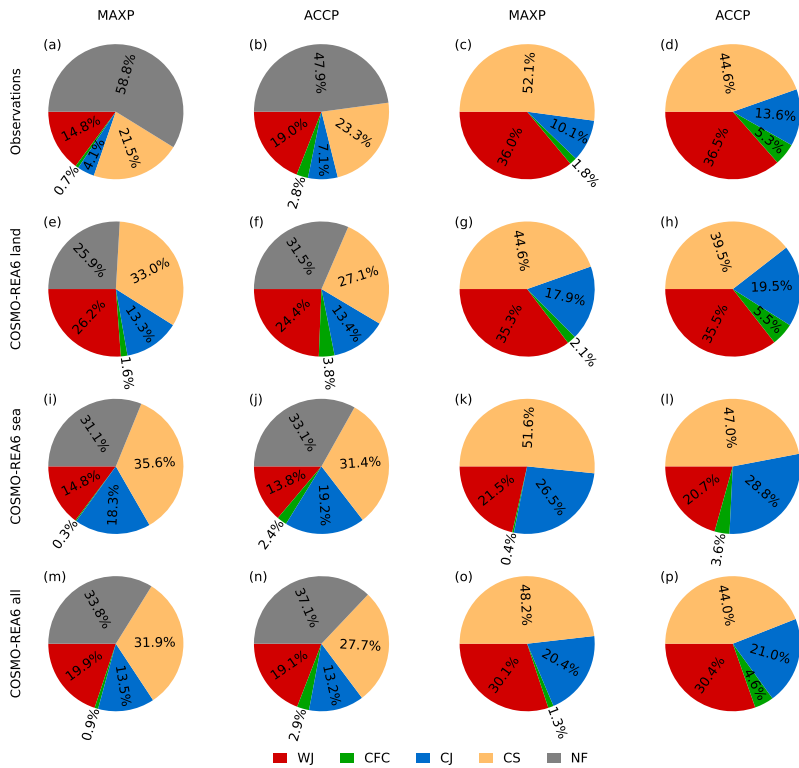 MAXP ACCP MAXP ACCP
(a) (b) (c) (d)
Observations
58.8% 14.8% 0.7% 4.1% 21.5%
47.9% 19.0% 2.8% 7.1% 23.3%
52.1% 36.0% 1.8% 10.1%
44.6% 36.5% 5.3% 13.6%
(e) (f) (g) (h)
COSMO-REA6 land
25.9% 26.2% 1.6% 13.3% 33.0%
31.5% 24.4% 3.8% 13.4% 27.1%
44.6% 35.3% 2.1% 17.9%
39.5% 35.5% 5.5% 19.5%
(i) (j) (k) (l)
COSMO-REA6 sea
31.1% 14.8% 0.3% 18.3% 35.6%
33.1% 13.8% 2.4% 19.2% 31.4%
51.6% 21.5% 0.4% 26.5%
47.0% 20.7% 3.6% 28.8%
(m) (n) (o) (p)
COSMO-REA6 all
33.8% 19.9% 0.9% 13.5% 31.9%
37.1% 19.1% 2.9% 13.2% 27.7%
48.2% 30.1% 1.3% 20.4%
44.0% 30.4% 4.6% 21.0%
WJ CFC CJ CS NF